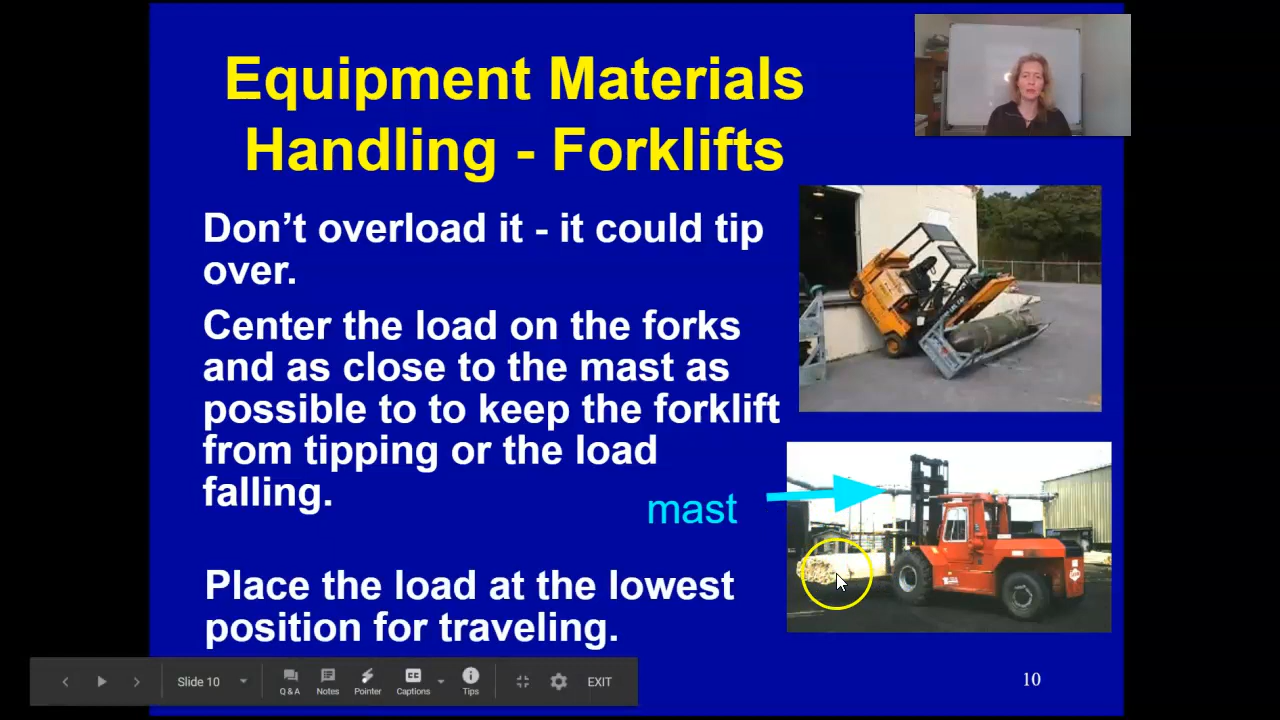 Equipment Materials
Handling - Forklifts
Don’t overload it - it could tip
over.
Center the load on the forks
and as close to the mast as
possible to to keep the forklift
from tipping or the load
falling.
mast
Place the load at the lowest
position for traveling.
10
Slide 10
Q & A
Notes
Pointer
Captions
Tips
EXIT